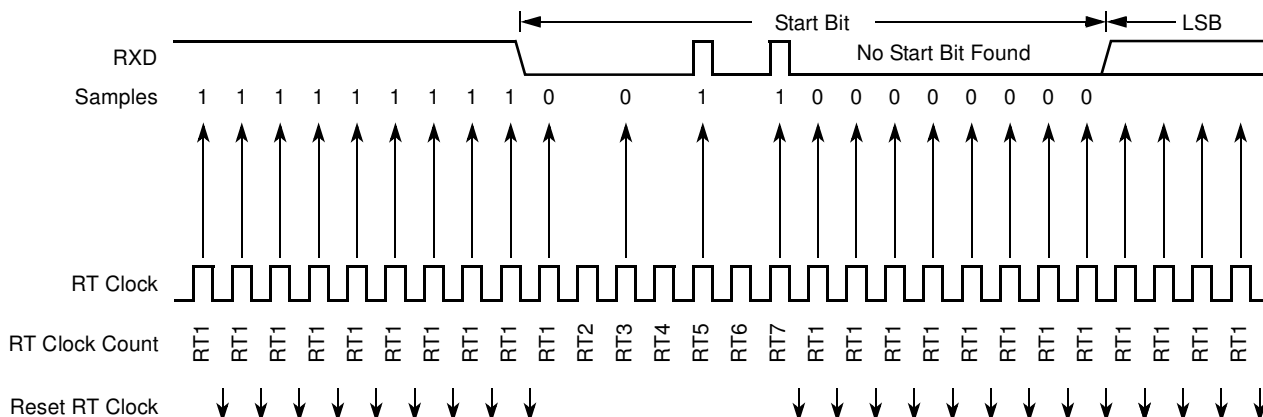 Start Bit LSB
RXD No Start Bit Found
Samples 1 1 1 1 1 1 1 1 1 0 0 1 1 0 0 0 0 0 0 0 0
RT Clock
RT Clock Count RT1 RT1 RT1 RT1 RT1 RT1 RT1 RT1 RT1 RT1 RT2 RT3 RT4 RT5 RT6 RT7 RT1 RT1 RT1 RT1 RT1 RT1 RT1 RT1 RT1 RT1 RT1 RT1
Reset RT Clock